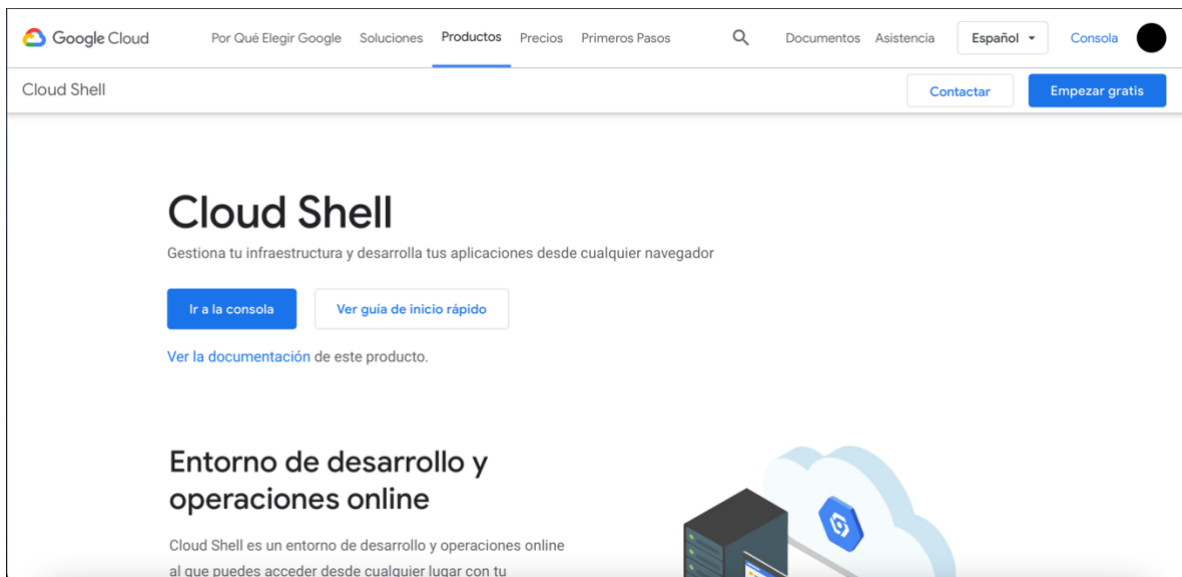 Google Cloud Por Qué Elegir Google Soluciones Productos Precios Primeros Pasos Documentos Asistencia Español Consola
Cloud Shell Contactar Empezar gratis
Cloud Shell
Gestiona tu infraestructura y desarrolla tus aplicaciones desde cualquier navegador
Ir a la consola Ver guía de inicio rápido
Ver la documentación de este producto.
Entorno de desarrollo y
operaciones online
Cloud Shell es un entorno de desarrollo y operaciones online
al que puedes acceder desde cualquier lugar con tu